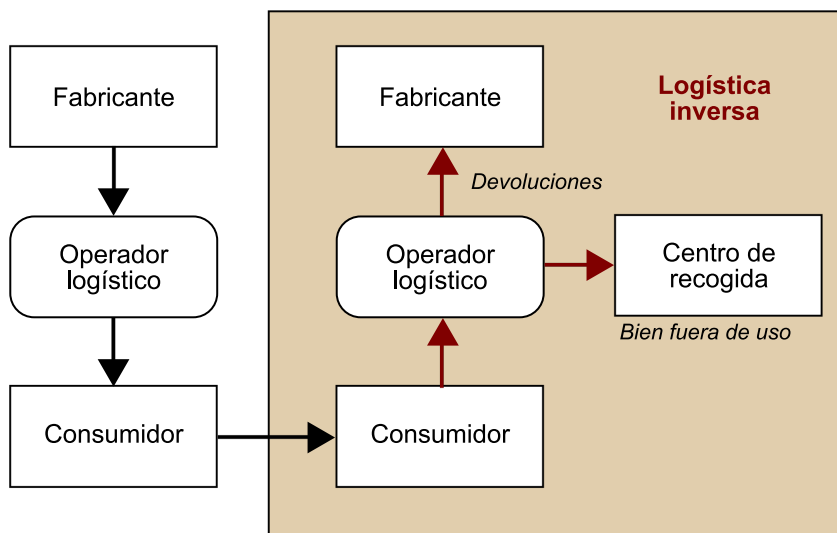 Fabricante
Operador
logístico
Consumidor
Logística
inversa
Fabricante
Devoluciones
Operador
logístico
Centro de
recogida
Bien fuera de uso
Consumidor